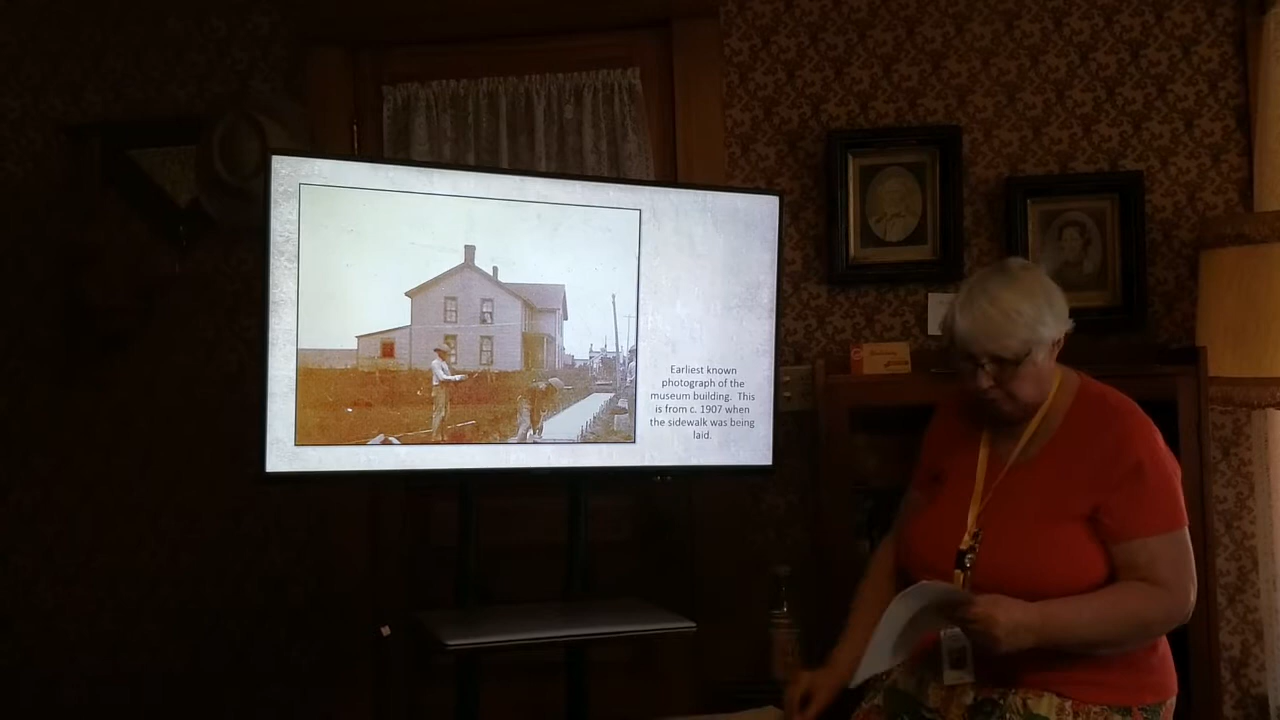 Earliest known
photograph of the
museum building. This
is from c. 1907 when
the sidewalk was being
laid.